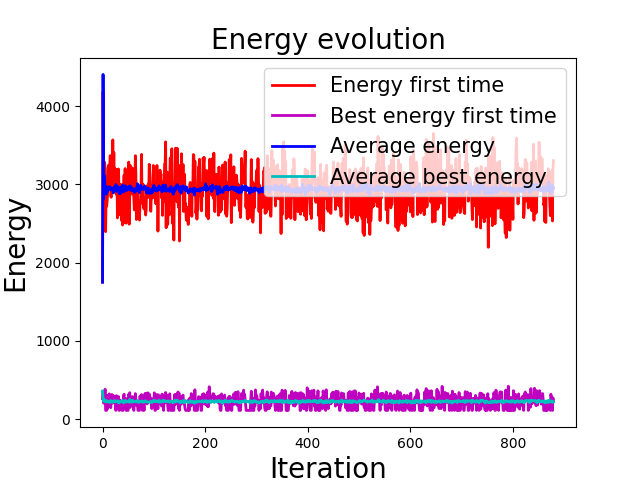 Energy evolution
Energy first time
Best energy first time
Average energy
Average best energy
Energy
4000
3000
2000
1000
0
0 200 400 600 800
Iteration